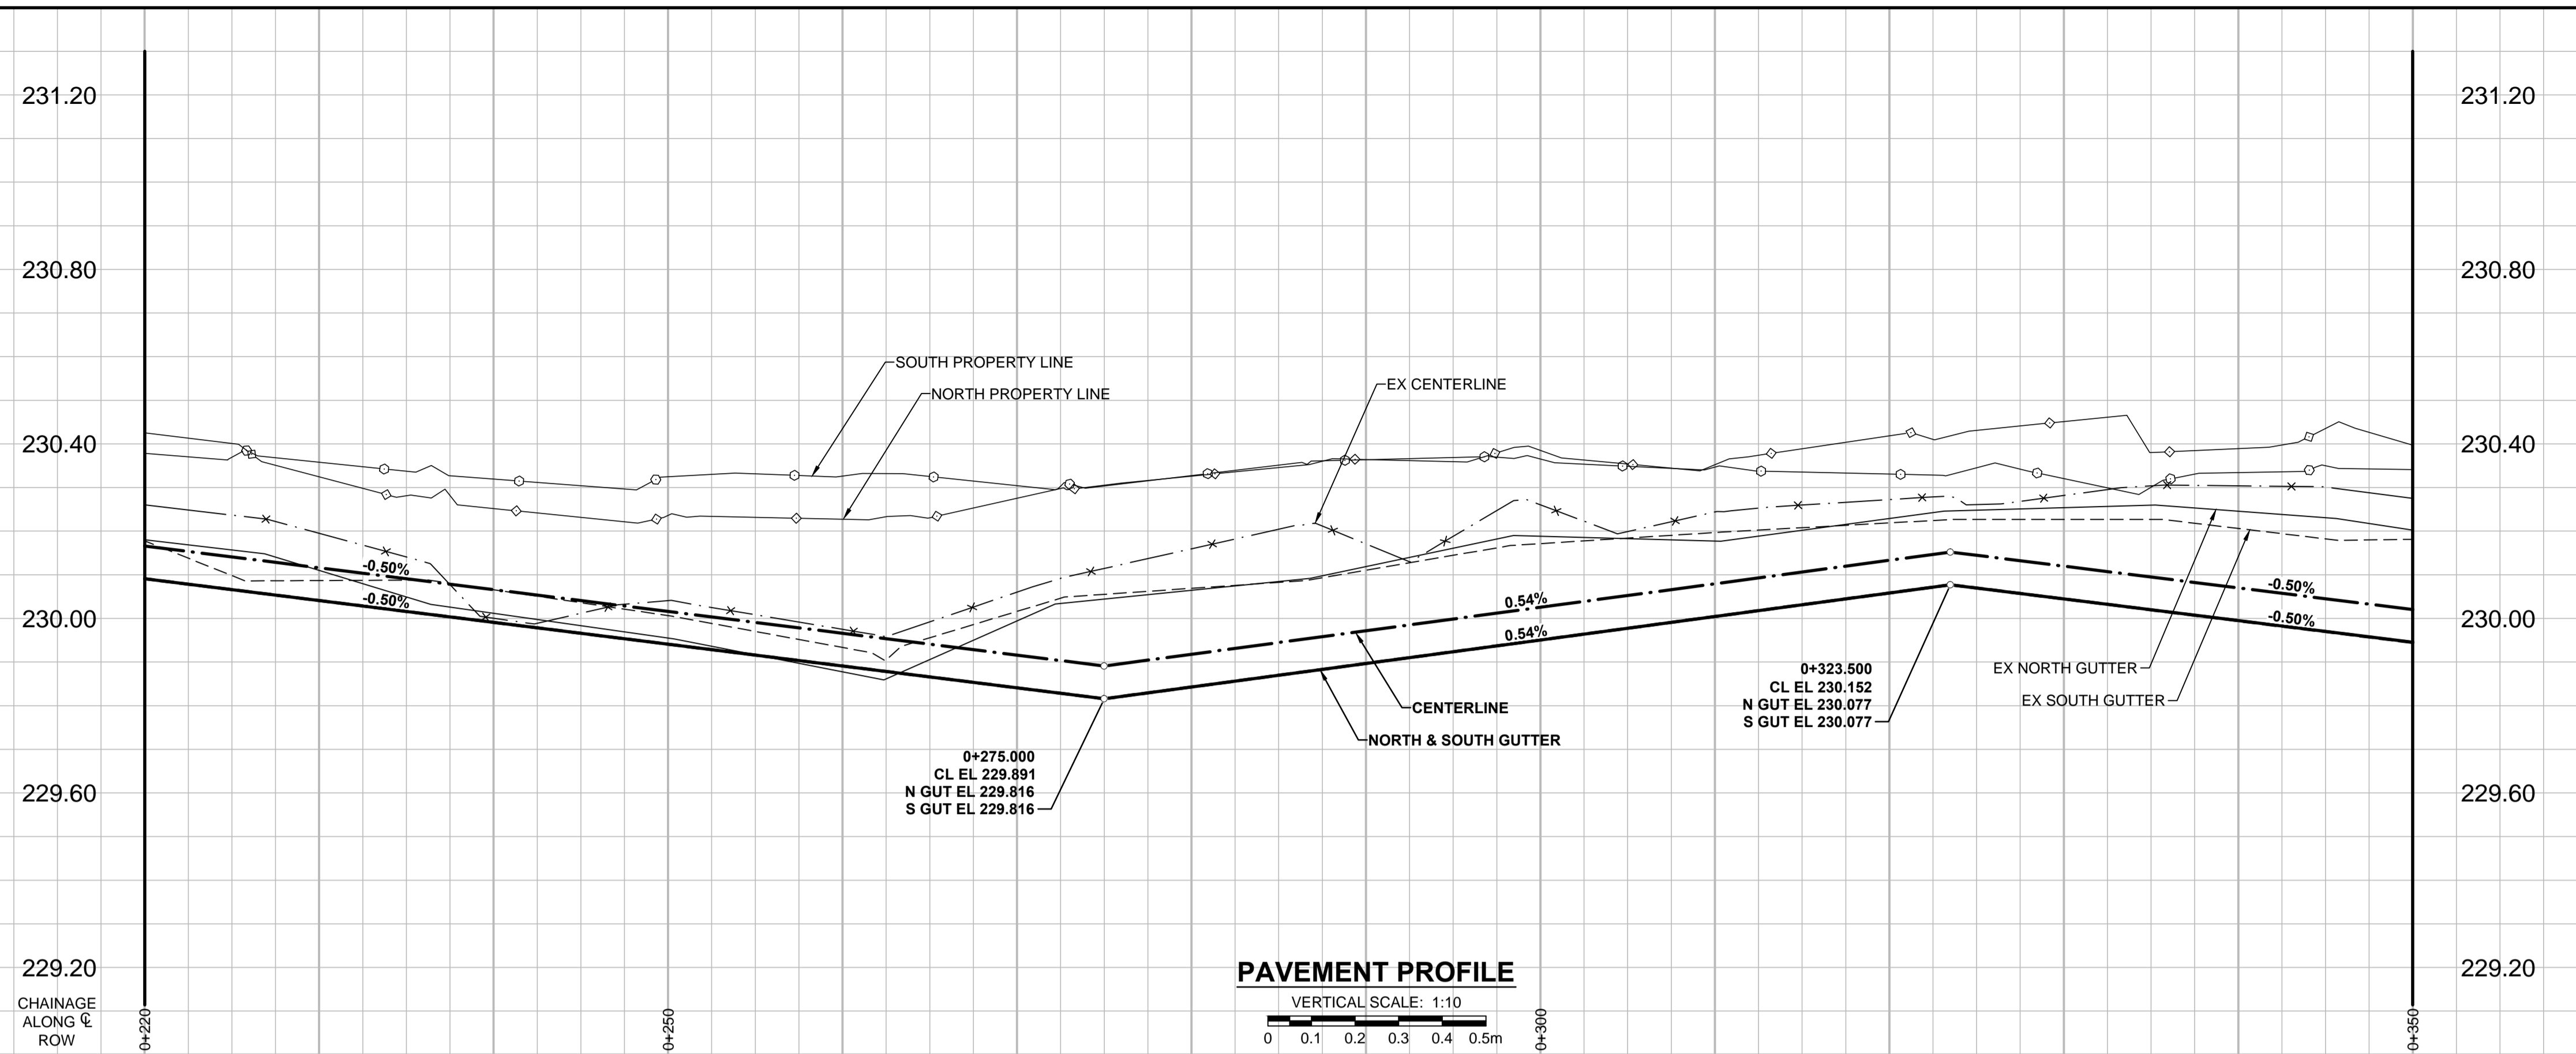 231.20
231.20
230.80
230.80
SOUTH PROPERTY LINE
NORTH PROPERTY LINE
EX CENTERLINE
230.40
230.40
-0.50%
-0.50%
0.54%
0.54%
-0.50%
-0.50%
230.00
230.00
0+323.500
CL EL 230.152
N GUT EL 230.077
S GUT EL 230.077
EX NORTH GUTTER
EX SOUTH GUTTER
CENTERLINE
NORTH & SOUTH GUTTER
0+275.000
CL EL 229.891
N GUT EL 229.816
S GUT EL 229.816
229.60
229.60
229.20
229.20
PAVEMENT PROFILE
VERTICAL SCALE: 1:10
0 0.1 0.2 0.3 0.4 0.5m
CHAINAGE
ALONG ℄
ROW
0+220
0+250
0+300
0+350